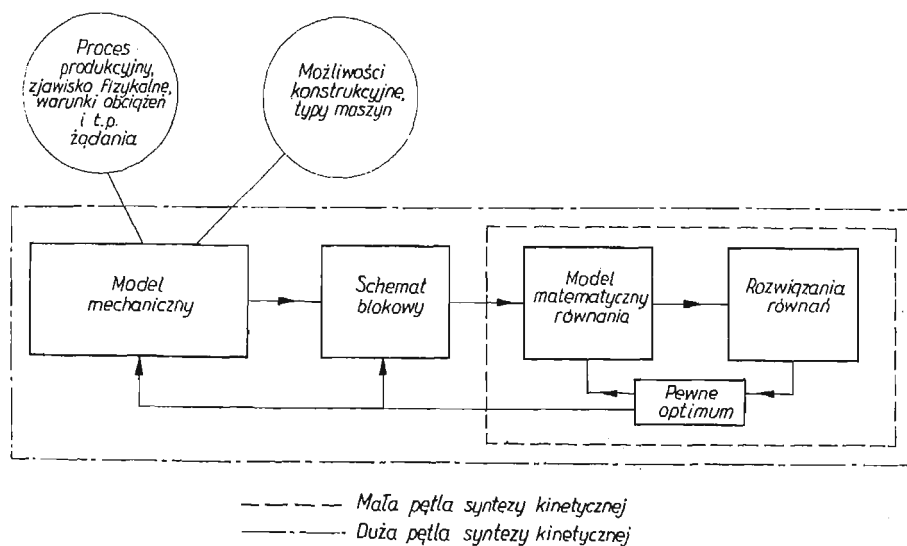 Proces
produkcyjny,
zjawisko fizykalne,
warunki obciążeń
i t.p.
żądania
Możliwości
konstrukcyjne,
typy maszyn
Model
mechaniczny
Schemat
blokowy
Model
matematyczny
równania
Rozwiązania
równań
Pewne
optimum
Mała pętla syntezy kinetycznej
Duża pętla syntezy kinetycznej